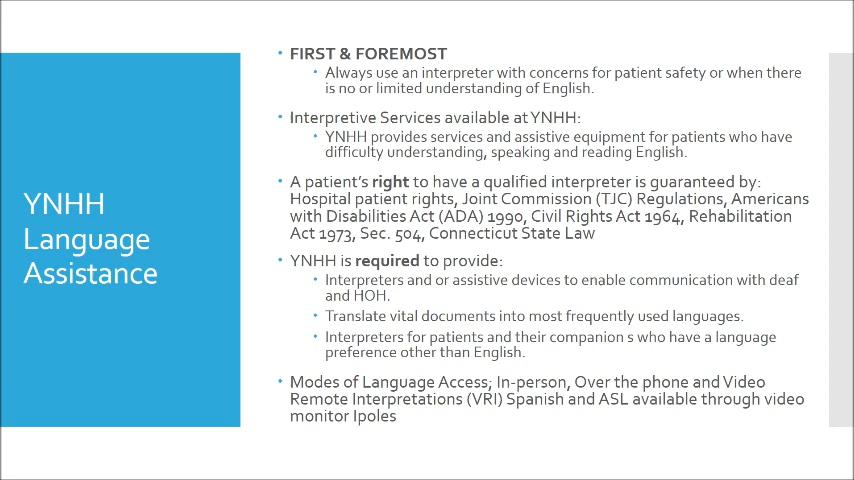 YNHH
Language
Assistance
• FIRST & FOREMOST
• Always use an interpreter with concerns for patient safety or when there
is no or limited understanding of English.
• Interpretive Services available at YNHH:
• YNHH provides services and assistive equipment for patients who have
difficulty understanding, speaking and reading English.
• A patient's right to have a qualified interpreter is guaranteed by:
Hospital patient rights, Joint Commission (TJC) Regulations, Americans
with Disabilities Act (ADA) 1990, Civil Rights Act 1964, Rehabilitation
Act 1973, Sec. 504, Connecticut State Law
• YNHH is required to provide:
• Interpreters and or assistive devices to enable communication with deaf
and HOH.
• Translate vital documents into most frequently used languages.
• Interpreters for patients and their companion s who have a language
preference other than English.
• Modes of Language Access; In-person, Over the phone and Video
Remote Interpretations (VRI) Spanish and ASL available through video
monitor Ipoles